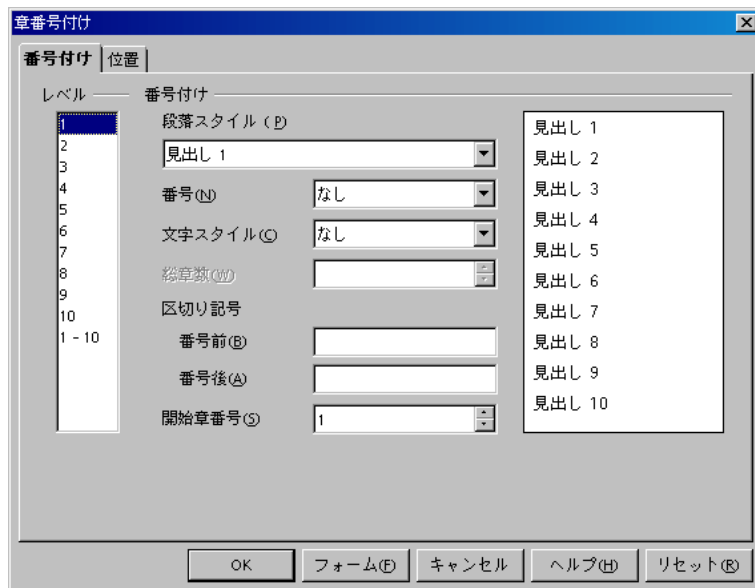 章番号付け
番号付け 位置
レベル
1
2
3
4
5
6
7
8
9
10
1 - 10
番号付け
段落スタイル (P)
見出し 1
番号(N) なし
文字スタイル(C) なし
総章数(W)
区切り記号
番号前(B)
番号後(A)
開始章番号(S) 1
見出し 1
見出し 2
見出し 3
見出し 4
見出し 5
見出し 6
見出し 7
見出し 8
見出し 9
見出し 10
OK フォーム(F) キャンセル ヘルプ(H) リセット(R)